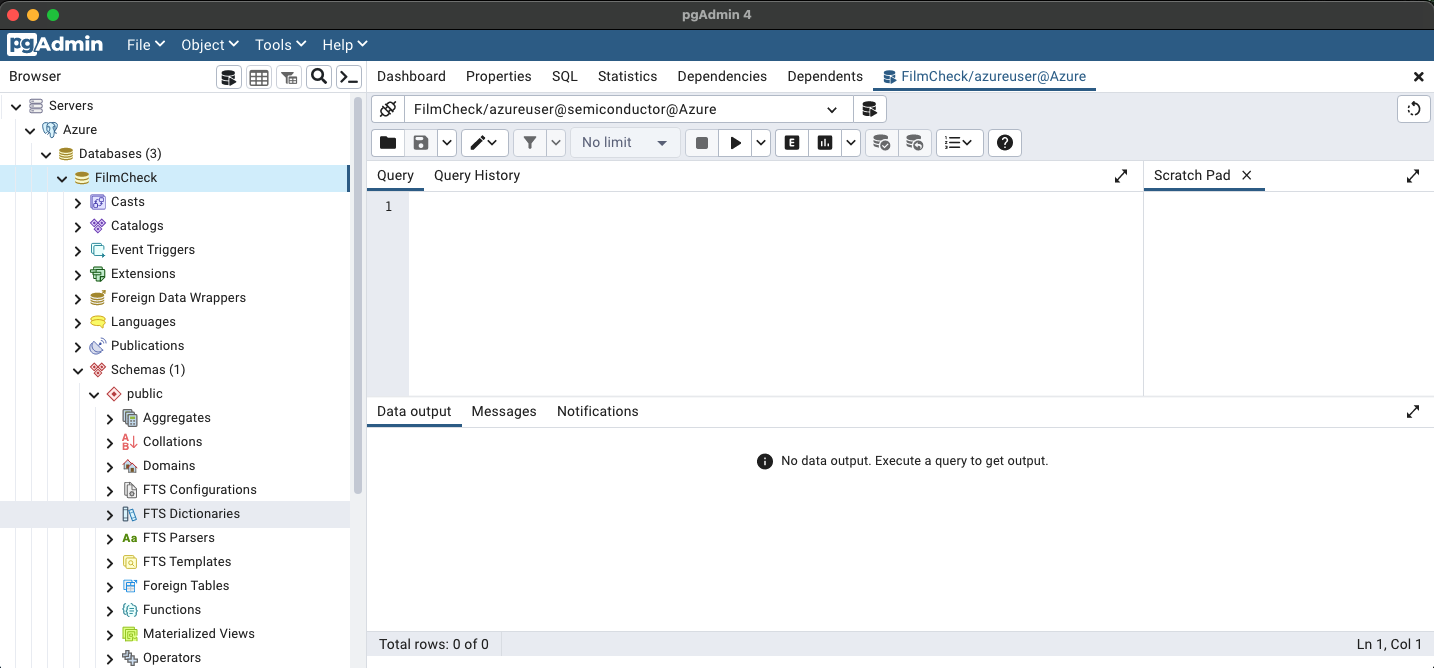 pgAdmin 4
pgAdmin File Object Tools Help
Browser
Servers
Azure
Databases (3)
FilmCheck
Casts
Catalogs
Event Triggers
Extensions
Foreign Data Wrappers
Languages
Publications
Schemas (1)
public
Aggregates
Collations
Domains
FTS Configurations
FTS Dictionaries
Aa FTS Parsers
FTS Templates
Foreign Tables
Functions
Materialized Views
Operators
Dashboard Properties SQL Statistics Dependencies Dependents FilmCheck/azureuser@Azure
FilmCheck/azureuser@semiconductor@Azure
No limit E
Query Query History
1
Scratch Pad
Data output Messages Notifications
No data output. Execute a query to get output.
Total rows: 0 of 0 Ln 1, Col 1